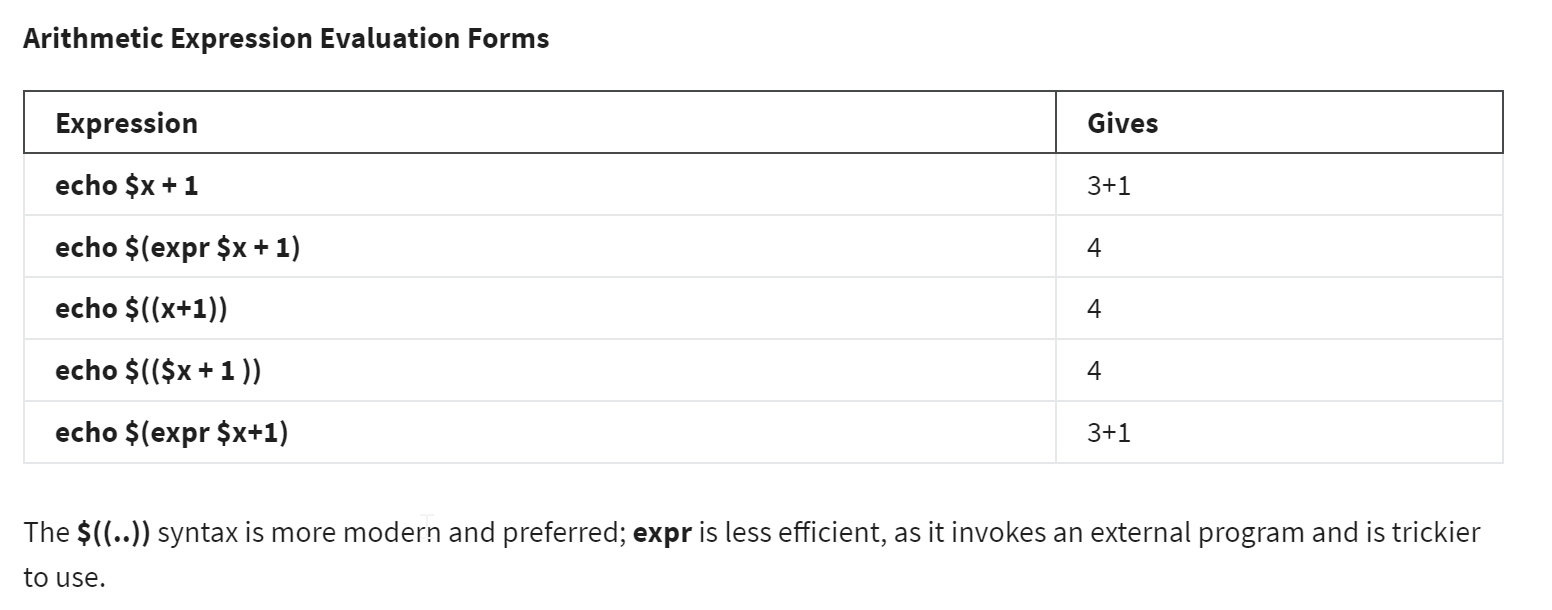 Arithmetic Expression Evaluation Forms
Expression Gives
echo $x + 1 3+1
echo $(expr $x + 1) 4
echo $((x+1)) 4
echo $(($x + 1 )) 4
echo $(expr $x+1) 3+1
The $((..)) syntax is more modern and preferred; expr is less efficient, as it invokes an external program and is trickier
to use.